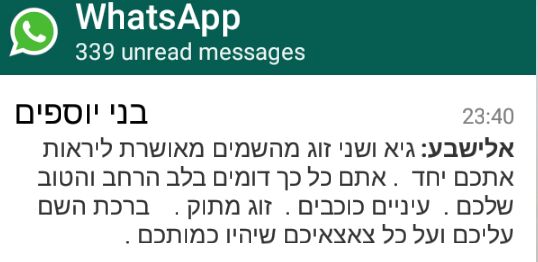 WhatsApp
339 unread messages
בני יוספים
23:40
אלישבע: גיא ושני זוג מהשמים מאושרת ליראות
אתכם יחד . אתם כל כך דומים בלב הרחב והטוב
שלכם . עיניים כוכבים . זוג מתוק . ברכת השם
עליכם ועל כל צאצאיכם שיהיו כמותכם .